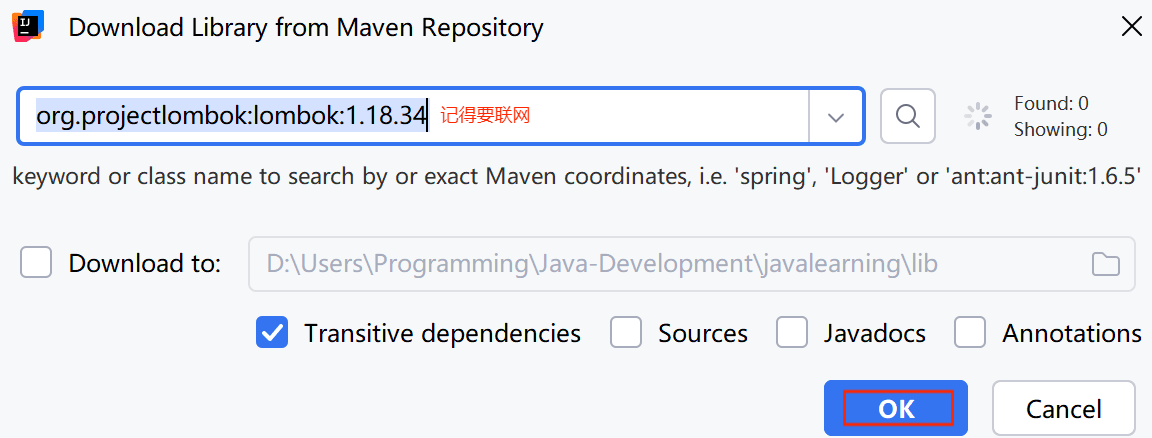 Download Library from Maven Repository
org.projectlombok:lombok:1.18.34 记得要联网
Found: 0
Showing: 0
keyword or class name to search by or exact Maven coordinates, i.e. 'spring', 'Logger' or 'ant:ant-junit:1.6.5'
Download to: D:\Users\Programming\Java-Development\javalearning\lib
Transitive dependencies Sources Javadocs Annotations
OK Cancel